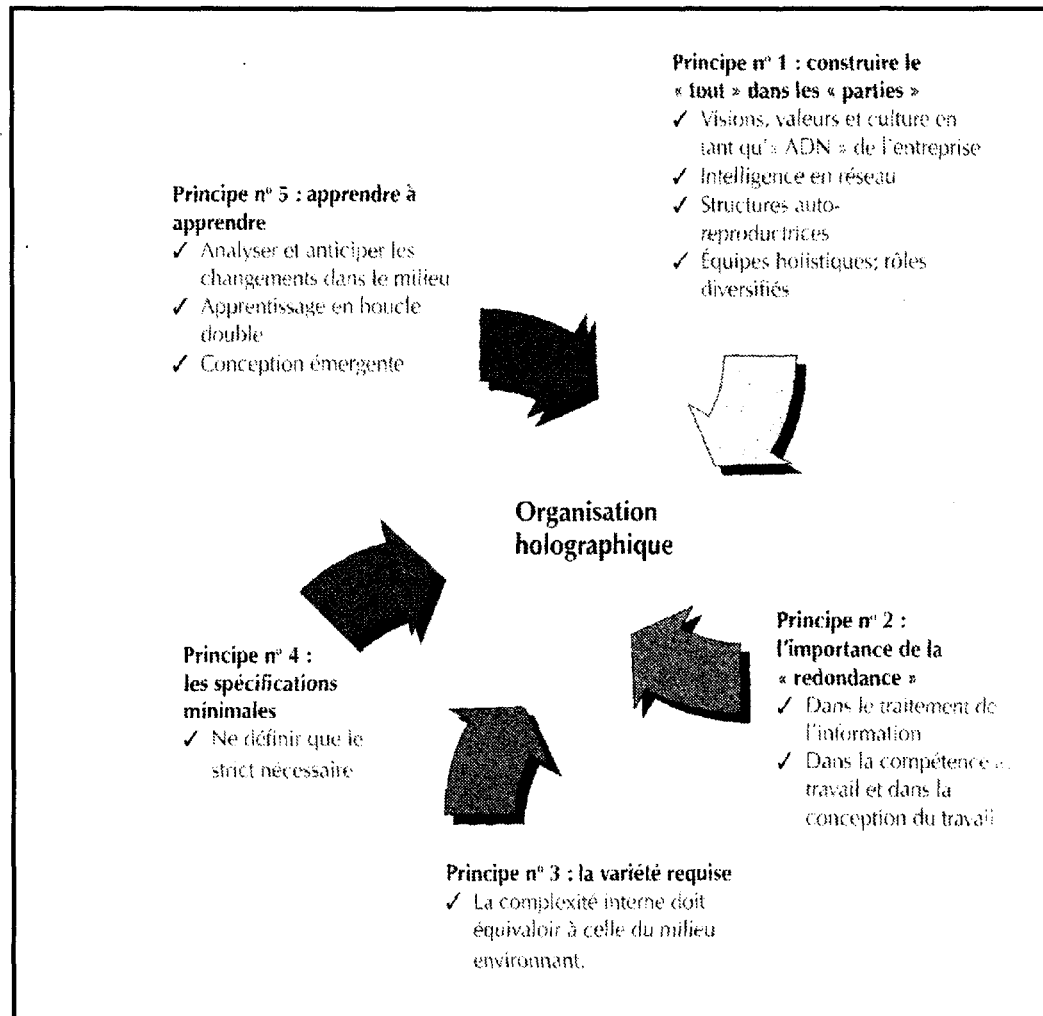 Principe n° 1 : construire le
« tout » dans les « parties »
✓ Visions, valeurs et culture en
tant qu'« ADN » de l'entreprise
✓ Intelligence en réseau
✓ Structures auto-
reproductrices
✓ Équipes holistiques; rôles
diversifiés
Principe n° 5 : apprendre à
apprendre
✓ Analyser et anticiper les
changements dans le milieu
✓ Apprentissage en boucle
double
✓ Conception émergente
Organisation
holographique
Principe n° 2 :
l'importance de la
« redondance »
✓ Dans le traitement de
l'information
✓ Dans la compétence
travail et dans la
conception du travail
Principe n° 4 :
les spécifications
minimales
✓ Ne définir que le
strict nécessaire
Principe n° 3 : la variété requise
✓ La complexité interne doit
équivaloir à celle du milieu
environnant.